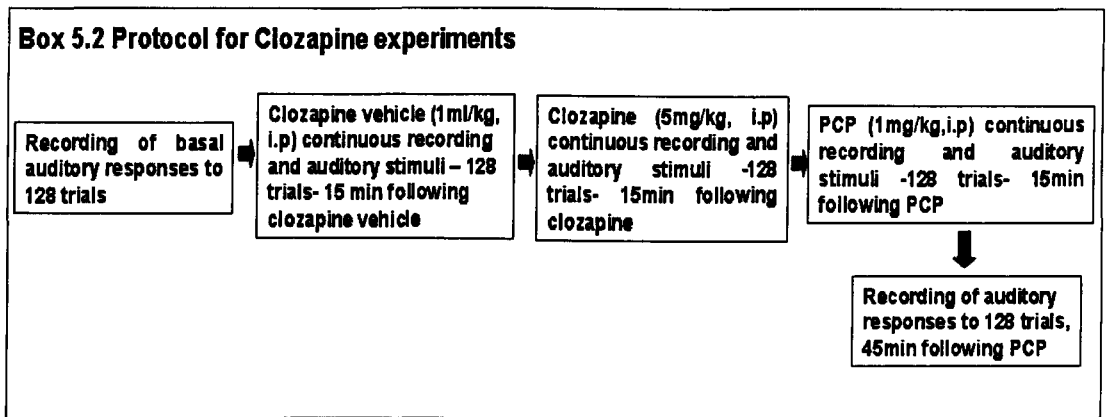 Box 5.2 Protocol for Clozapine experiments
Recording of basal
auditory responses to
128 trials
Clozapine vehicle (1ml/kg,
i.p) continuous recording
and auditory stimuli – 128
trials- 15 min following
clozapine vehicle
Clozapine (5mg/kg, i.p)
continuous recording and
auditory stimuli -128
trials- 15min following
clozapine
PCP (1mg/kg,i.p) continuous
recording and auditory
stimuli -128 trials- 15min
following PCP
Recording of auditory
responses to 128 trials,
45min following PCP